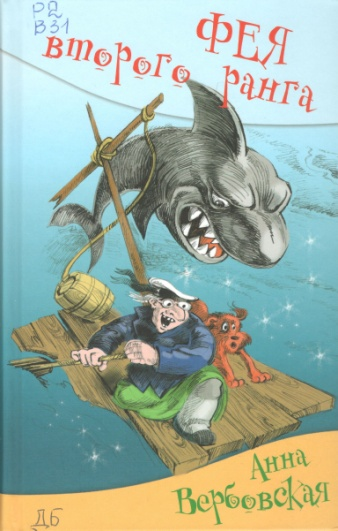 Р2
В31
ФЕЯ
второго ранга
Анна
Вербовская
ДБ